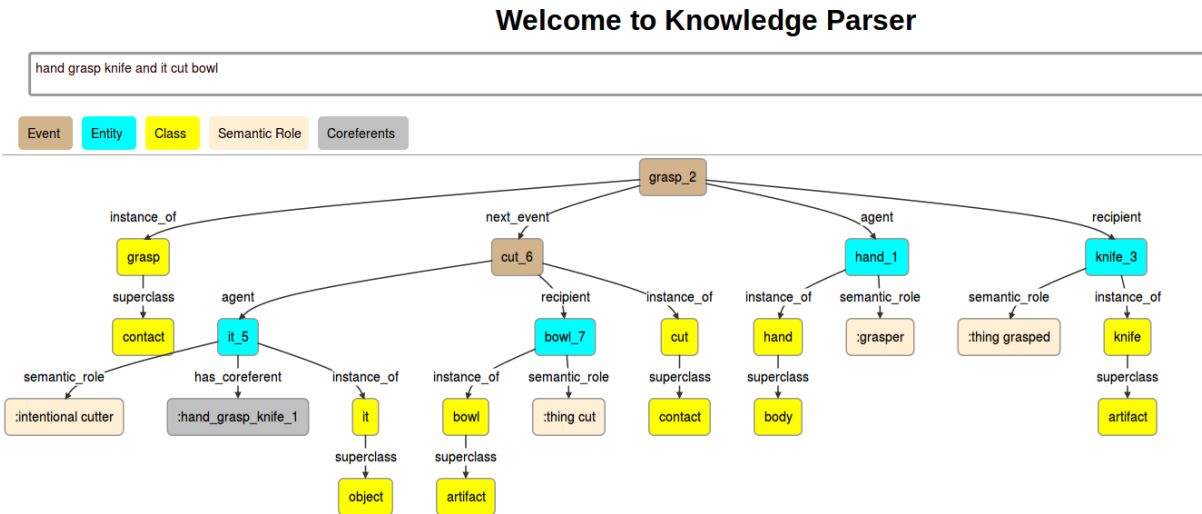 Welcome to Knowledge Parser
hand grasp knife and it cut bowl
Event Entity Class Semantic Role Coreferents
grasp_2
instance_of next_event agent recipient
grasp cut_6 hand_1 knife_3
superclass agent recipient instance_of instance_of semantic_role semantic_role instance_of
contact it_5 bowl_7 cut hand :grasper :thing grasped knife
semantic_role has_coreferent instance_of instance_of semantic_role superclass superclass superclass
:intentional cutter :hand_grasp_knife_1 it bowl :thing cut contact body artifact
superclass superclass
object artifact